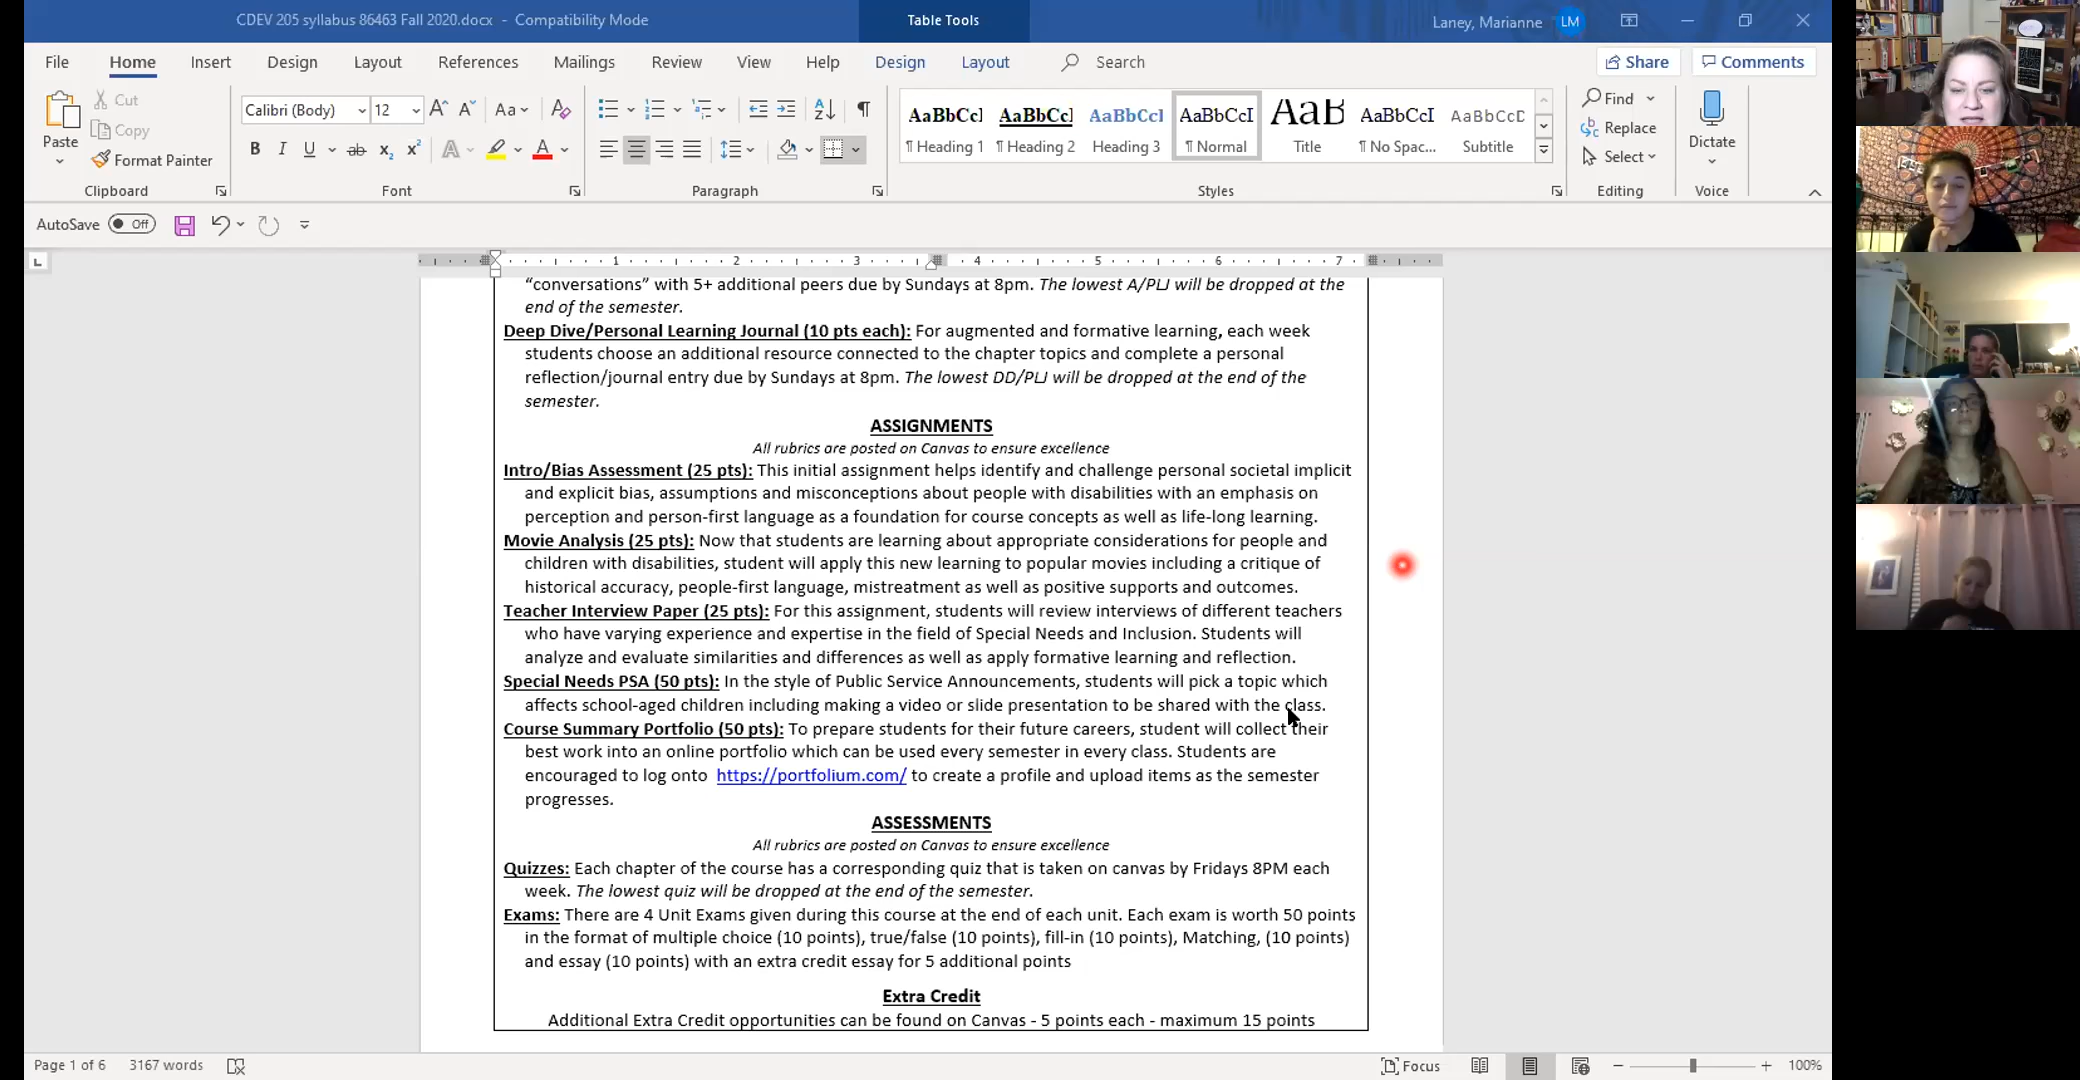 CDEV 205 syllabus 86463 Fall 2020.docx - Compatibility Mode
Table Tools
Laney, Marianne LM
File Home Insert Design Layout References Mailings Review View Help Design Layout Search
Share Comments
Paste
Cut
Copy
Format Painter
Clipboard
Calibri (Body) 12
Font
Paragraph
AaBbCcI AaBbCcI AaBbCcI AaBbCcI AaB AaBbCcI AaBbCcD
¶ Heading 1 ¶ Heading 2 Heading 3 ¶ Normal Title ¶ No Spac... Subtitle
Styles
Find
Replace
Select
Editing
Dictate
Voice
AutoSave Off
1 2 3 4 5 6 7
“conversations” with 5+ additional peers due by Sundays at 8pm. The lowest A/PLJ will be dropped at the
end of the semester.
Deep Dive/Personal Learning Journal (10 pts each): For augmented and formative learning, each week
students choose an additional resource connected to the chapter topics and complete a personal
reflection/journal entry due by Sundays at 8pm. The lowest DD/PLJ will be dropped at the end of the
semester.
ASSIGNMENTS
All rubrics are posted on Canvas to ensure excellence
Intro/Bias Assessment (25 pts): This initial assignment helps identify and challenge personal societal implicit
and explicit bias, assumptions and misconceptions about people with disabilities with an emphasis on
perception and person-first language as a foundation for course concepts as well as life-long learning.
Movie Analysis (25 pts): Now that students are learning about appropriate considerations for people and
children with disabilities, student will apply this new learning to popular movies including a critique of
historical accuracy, people-first language, mistreatment as well as positive supports and outcomes.
Teacher Interview Paper (25 pts): For this assignment, students will review interviews of different teachers
who have varying experience and expertise in the field of Special Needs and Inclusion. Students will
analyze and evaluate similarities and differences as well as apply formative learning and reflection.
Special Needs PSA (50 pts): In the style of Public Service Announcements, students will pick a topic which
affects school-aged children including making a video or slide presentation to be shared with the class.
Course Summary Portfolio (50 pts): To prepare students for their future careers, student will collect their
best work into an online portfolio which can be used every semester in every class. Students are
encouraged to log onto https://portfolium.com/ to create a profile and upload items as the semester
progresses.
ASSESSMENTS
All rubrics are posted on Canvas to ensure excellence
Quizzes: Each chapter of the course has a corresponding quiz that is taken on canvas by Fridays 8PM each
week. The lowest quiz will be dropped at the end of the semester.
Exams: There are 4 Unit Exams given during this course at the end of each unit. Each exam is worth 50 points
in the format of multiple choice (10 points), true/false (10 points), fill-in (10 points), Matching, (10 points)
and essay (10 points) with an extra credit essay for 5 additional points
Extra Credit
Additional Extra Credit opportunities can be found on Canvas - 5 points each - maximum 15 points
Page 1 of 6 3167 words
Focus
100%